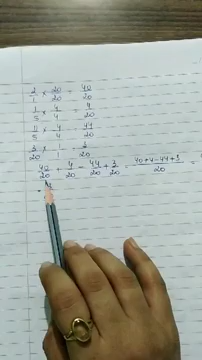 2/1 × 20/20 = 40/20
1/5 × 4/4 = 4/20
11/5 × 4/4 = 44/20
3/20 × 1 = 3/20
40/20 + 4/20 - 44/20 + 3/20 = 40+4-44+3/20 =